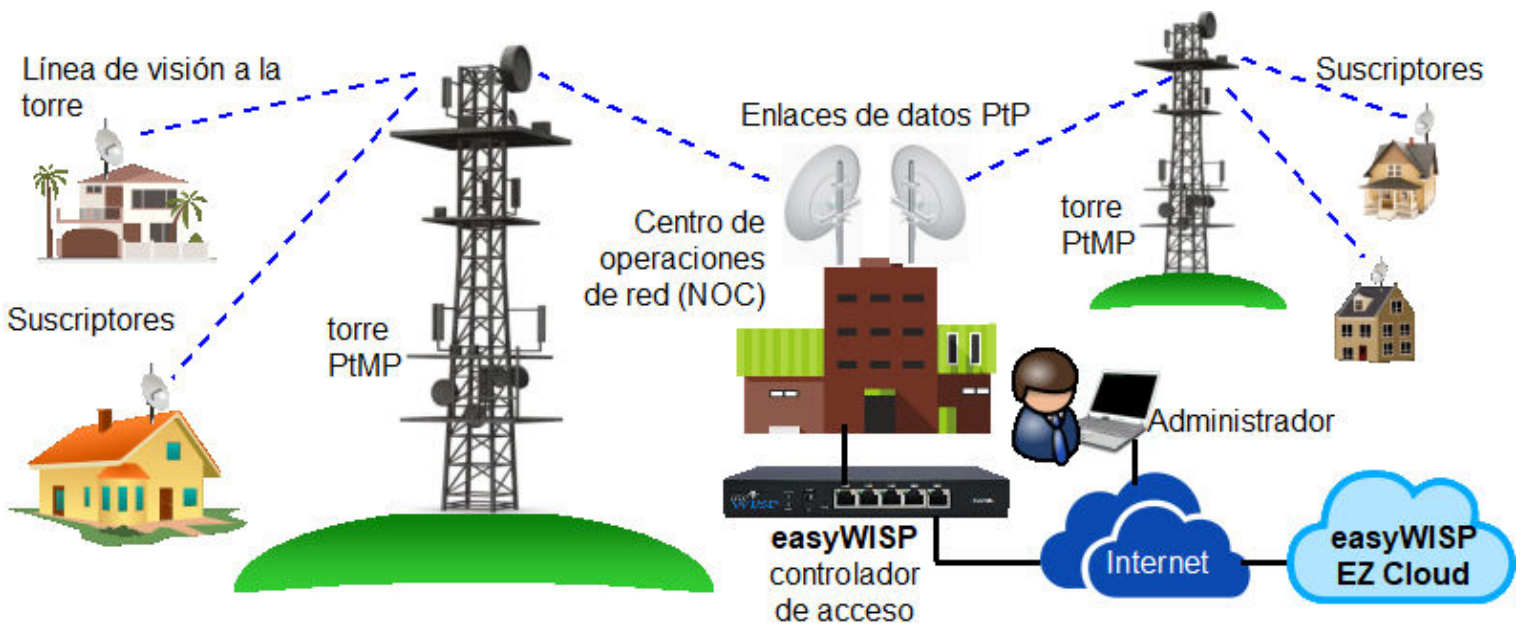 Línea de visión a la
torre
Suscriptores
torre
PtMP
Enlaces de datos PtP
Centro de
operaciones
de red (NOC)
torre
PtMP
Suscriptores
Administrador
easyWISP
controlador
de acceso
Internet
easyWISP
EZ Cloud